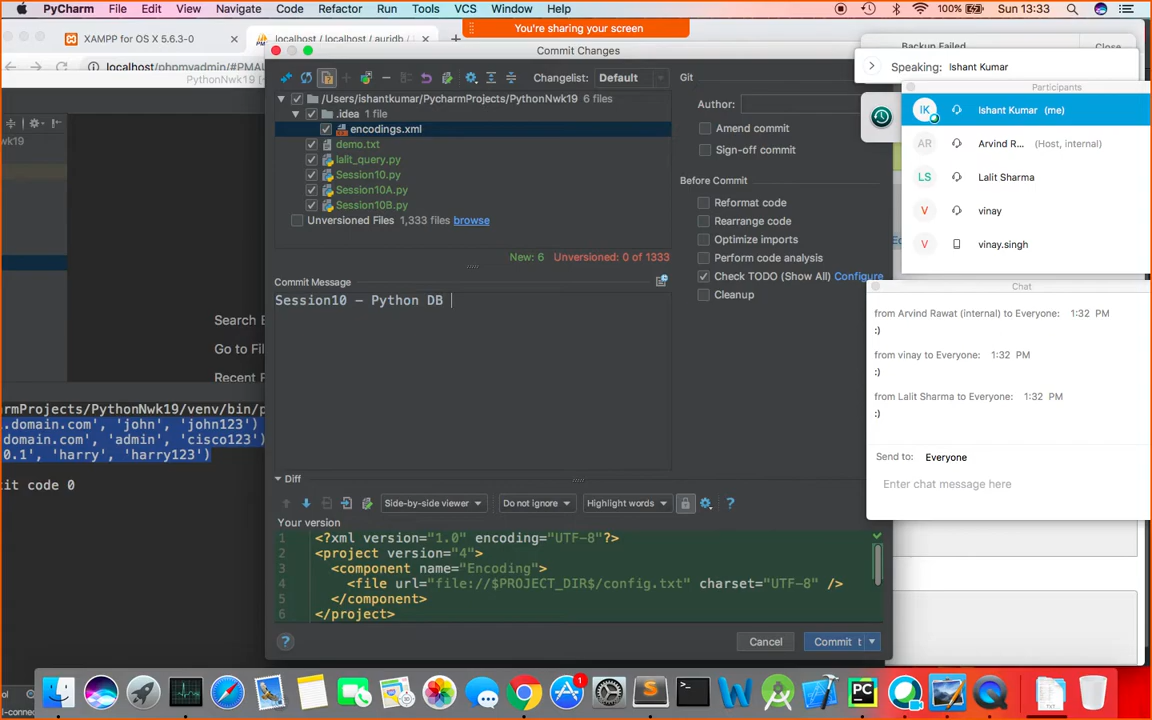 PyCharm File Edit View Navigate Code Refactor Run Tools VCS Window Help 100% Sun 13:33
You're sharing your screen
XAMPP for OS X 5.6.3-0
localhost / localhost / auridb /
Commit Changes
Backup Failed
Close
localhost/phpmyadmin/#PMAU
PyCharmNwk19
Speaking: Ishant Kumar
Changelist: Default
Git
Participants
/Users/ishantkumar/PycharmProjects/PythonNwk19 6 files
Author:
IK Ishant Kumar (me)
.idea 1 file
encodings.xml
Amend commit
demo.txt
AR Arvind R... (Host, internal)
wk19
lalit_query.py
Sign-off commit
Session10.py
LS Lalit Sharma
Before Commit
Session10A.py
Session10B.py
Reformat code
V vinay
Unversioned Files 1,333 files browse
Rearrange code
Optimize imports
V vinay.singh
New: 6 Unversioned: 0 of 1333
Perform code analysis
Commit Message
Check TODO (Show All) Configure
Session10 - Python DB
Cleanup
Chat
from Arvind Rawat (internal) to Everyone: 1:32 PM
:)
from vinay to Everyone: 1:32 PM
:)
from Lalit Sharma to Everyone: 1:32 PM
:)
Send to: Everyone
Enter chat message here
Search E
Go to Fil
Recent F
armProjects/PythonNwk19/venv/bin/p
.domain.com', 'john', 'john123')
domain.com', 'admin', 'cisco123')
0.1', 'harry', 'harry123')
it code 0
Diff
Side-by-side viewer Do not ignore Highlight words
Your version
1 <?xml version="1.0" encoding="UTF-8"?>
2 <project version="4">
3 <component name="Encoding">
4 <file url="file://$PROJECT_DIR$/config.txt" charset="UTF-8" />
5 </component>
6 </project>
Cancel
Commit t
1
PC
TXT